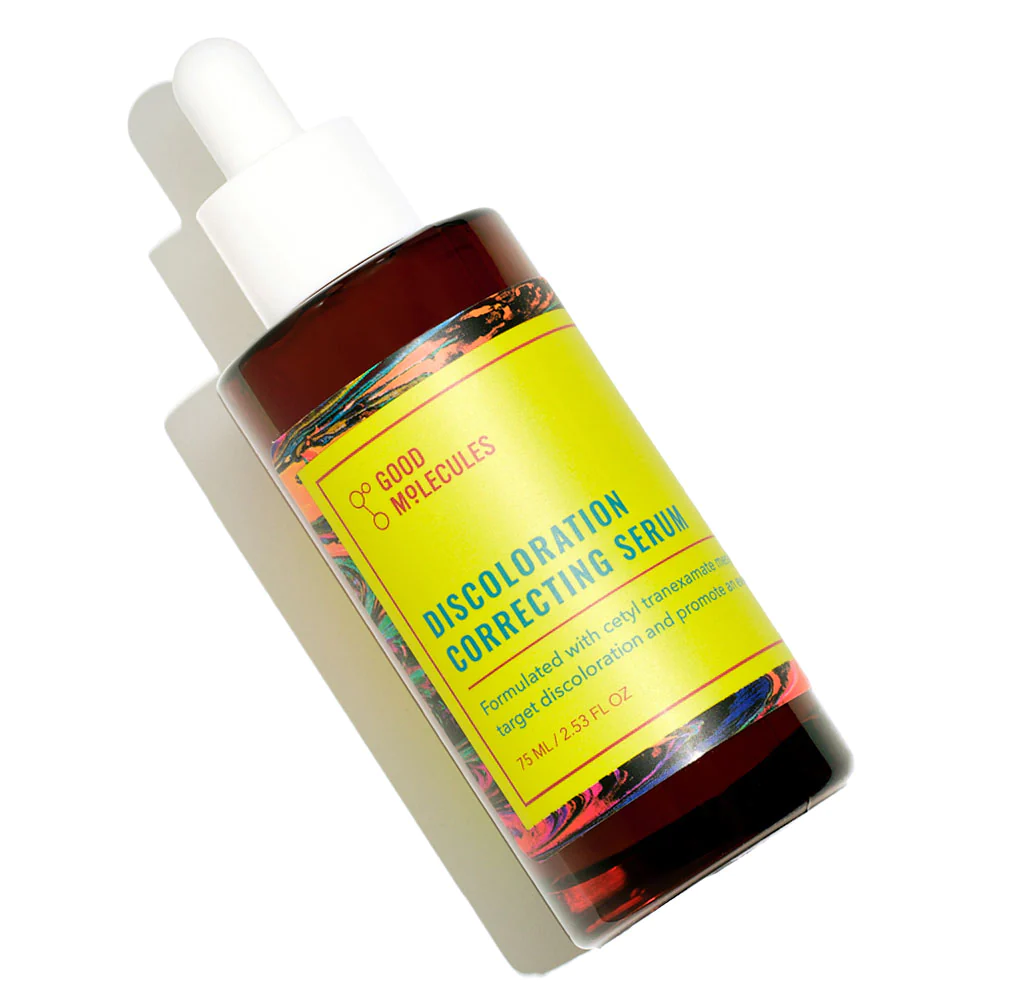 GOOD
MOLECULES
DISCOLORATION
CORRECTING SERUM
Formulated with cetyl tranexamate
target discoloration and promote an
75 ML / 2.53 FL OZ